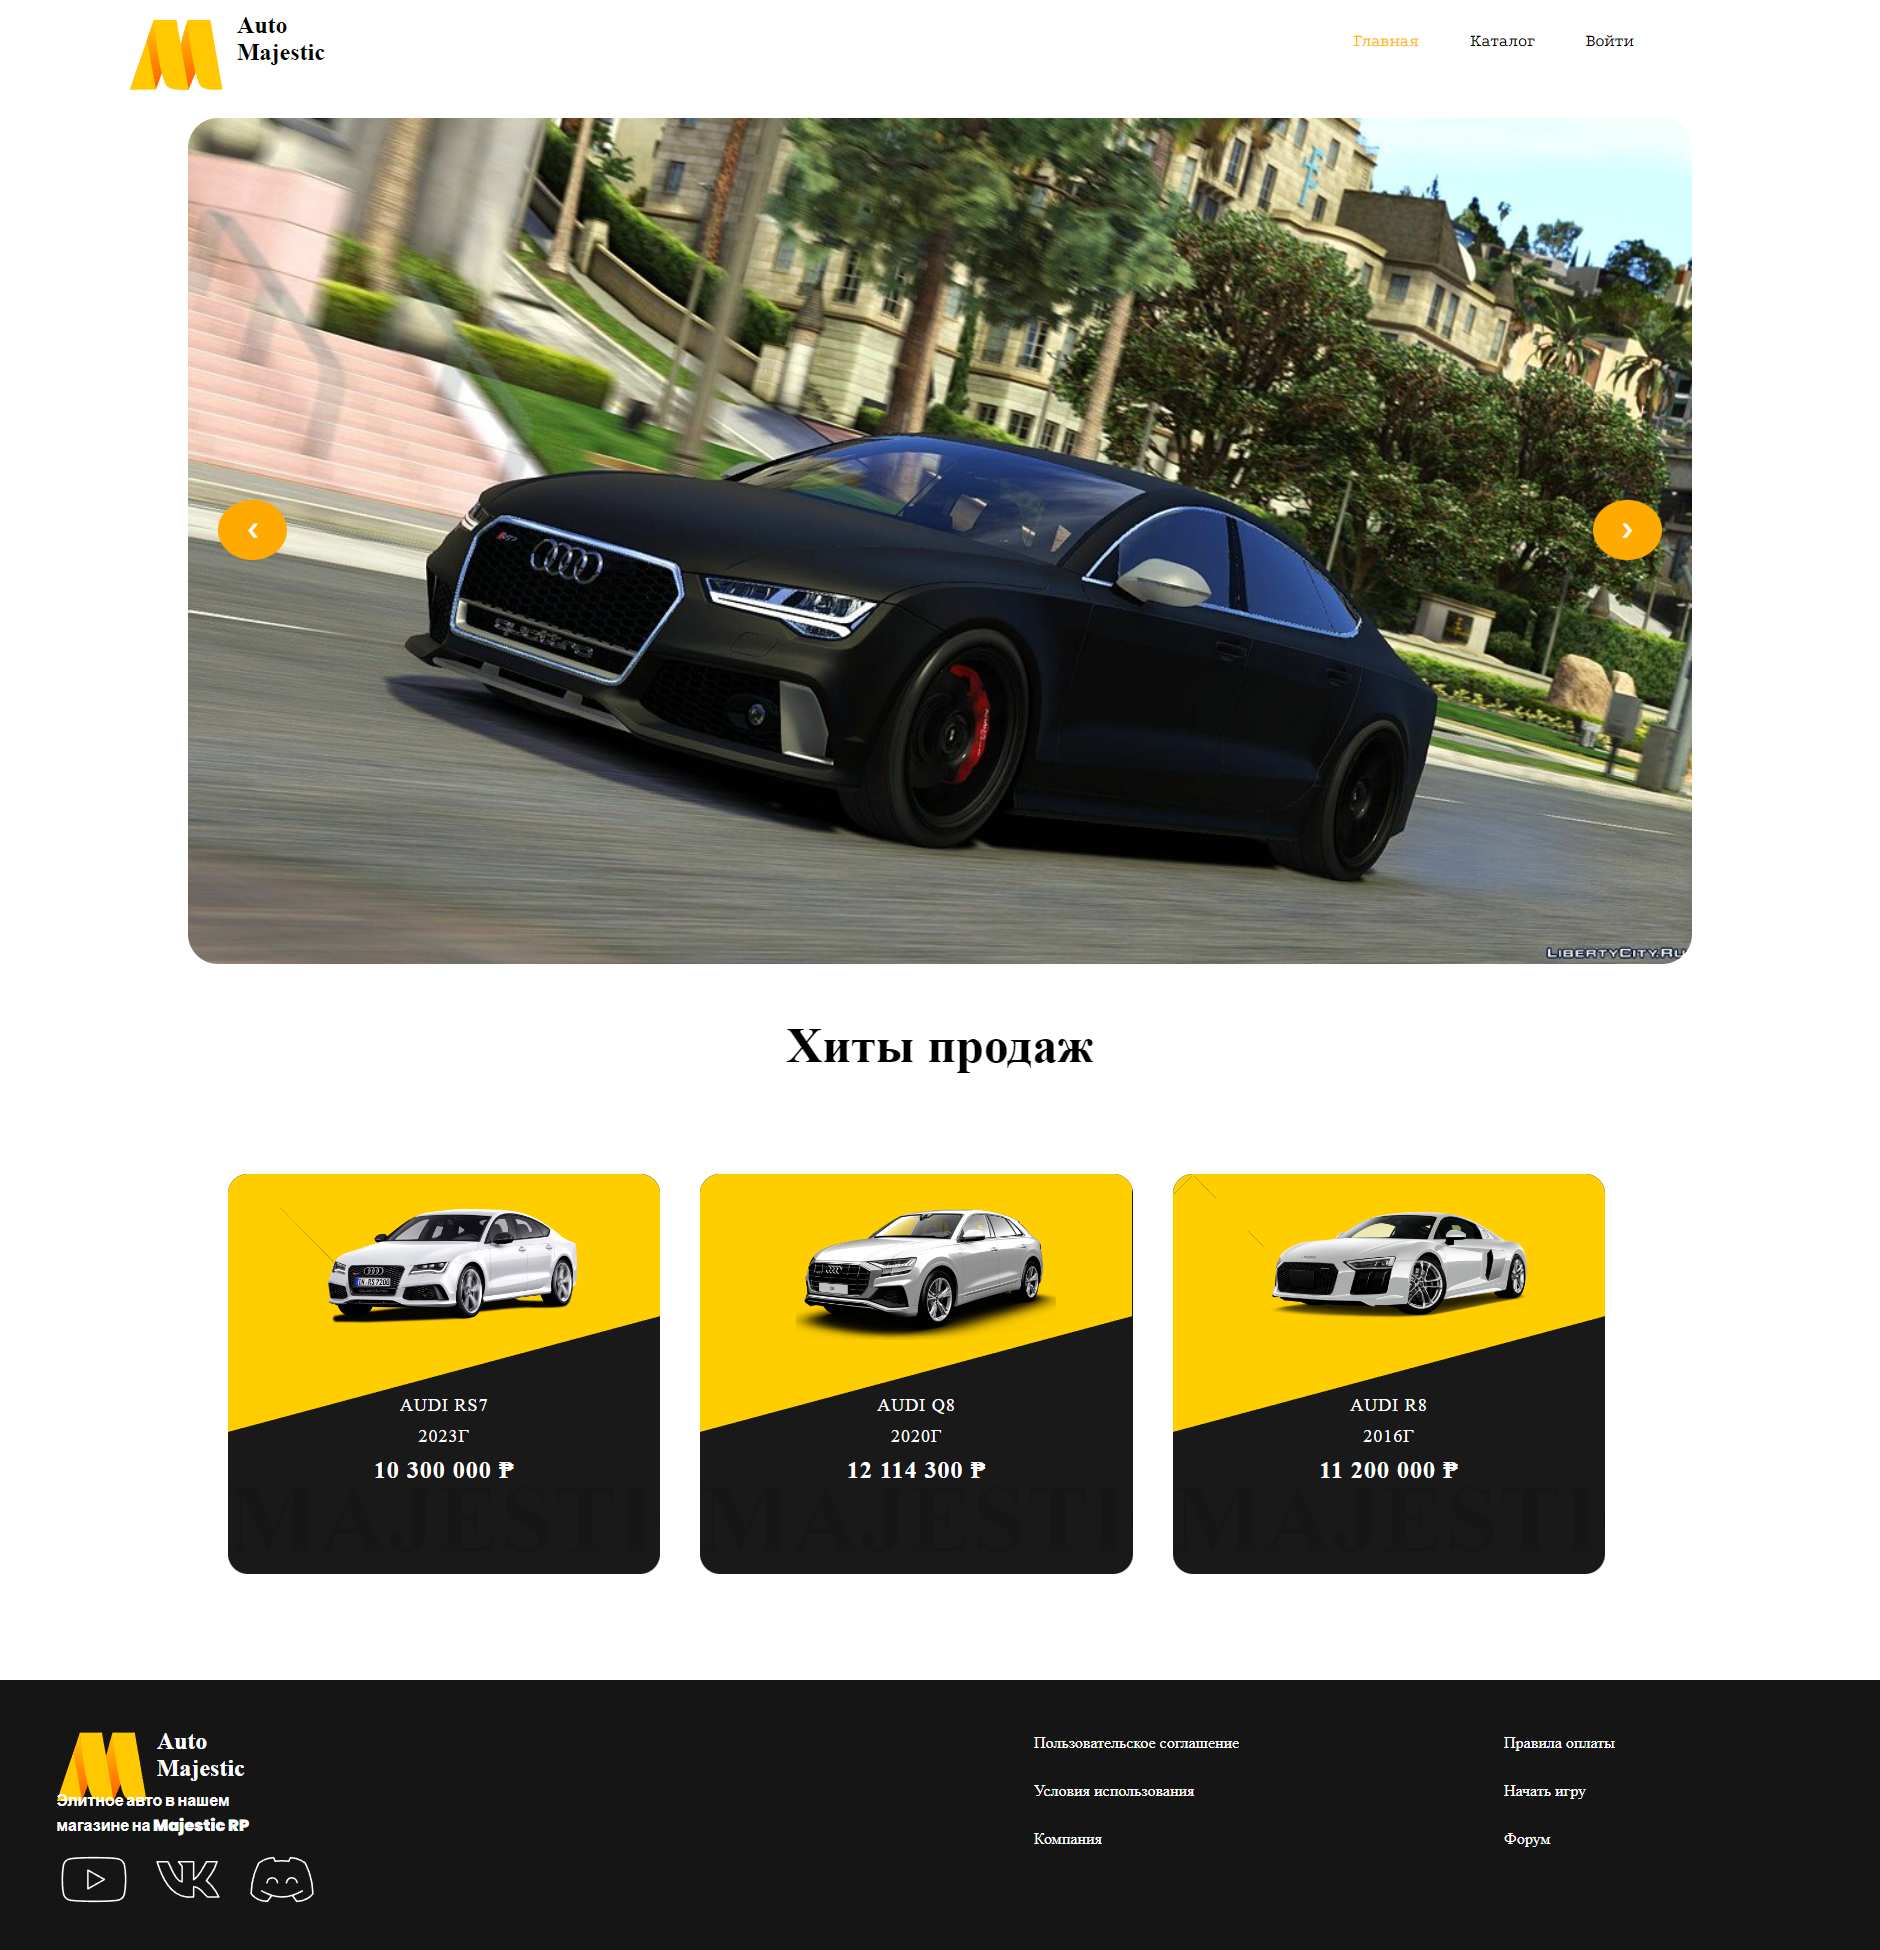 Auto
Majestic
Главная
Каталог
Войти
RS7
quattro
LIBERTYCITY.RU
Хиты продаж
AUDI RS7
2023Г
10 300 000 ₽
MAJESTI
AUDI Q8
2020Г
12 114 300 ₽
MAJESTI
AUDI R8
2016Г
11 200 000 ₽
MAJESTI
Auto
Majestic
Элитное авто в нашем
магазине на Majestic RP
Пользовательское соглашение
Условия использования
Компания
Правила оплаты
Начать игру
Форум